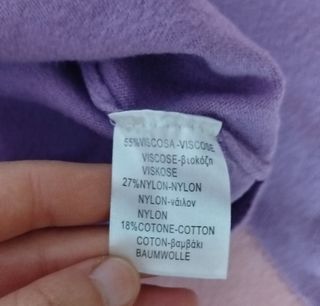 55%VISCOSA-VISCOSE
VISCOSE-βισκόζη
VISKOSE
27%NYLON-NYLON
NYLON-νάιλον
NYLON
18%COTONE-COTTON
COTON-βαμβάκι
BAUMWOLLE